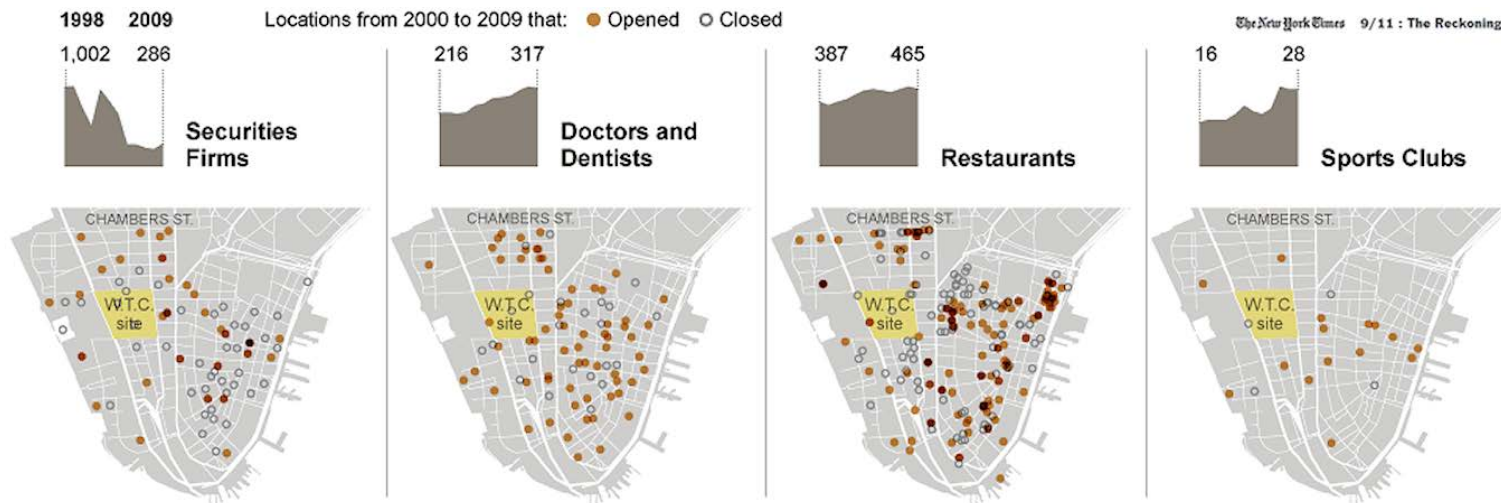 1998 2009 Locations from 2000 to 2009 that: Opened Closed The New York Times 9/11 : The Reckoning
1,002 286
Securities
Firms
CHAMBERS ST.
W.T.C.
site
216 317
Doctors and
Dentists
CHAMBERS ST.
W.T.C.
site
387 465
Restaurants
CHAMBERS ST.
W.T.C.
site
16 28
Sports Clubs
CHAMBERS ST.
W.T.C.
site